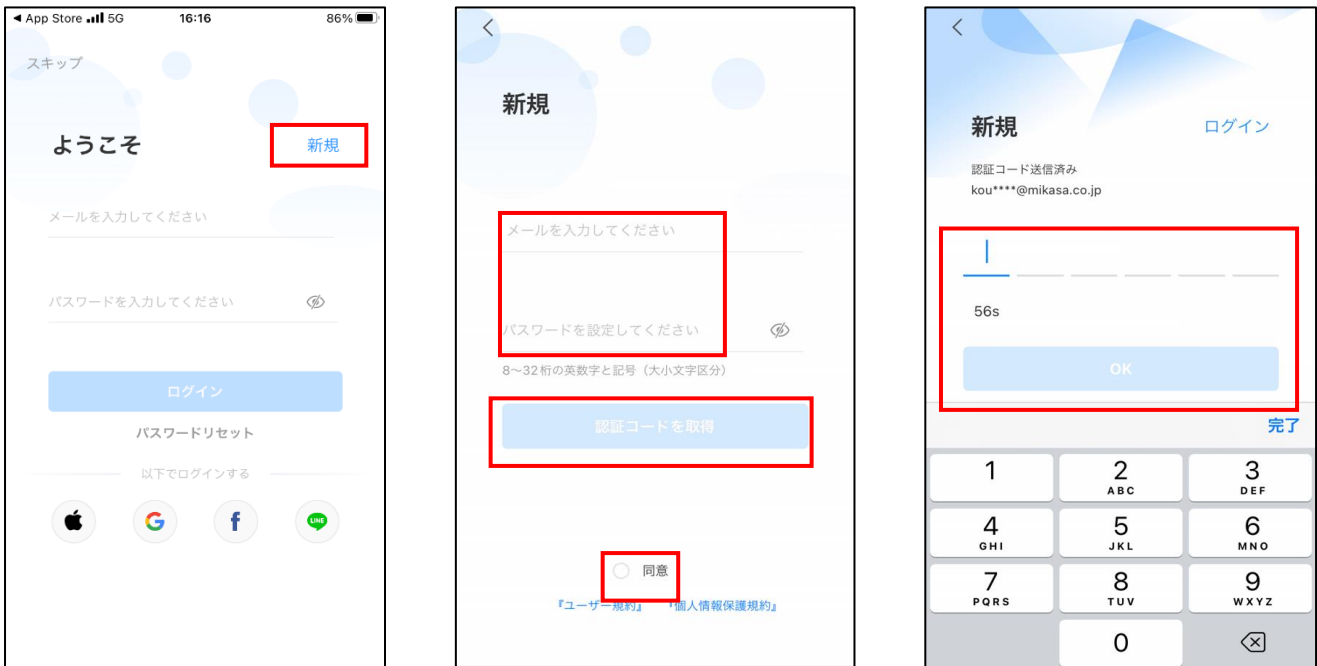 App Store 5G 16:16 86%
スキップ
ようこそ
新規
メールを入力してください
パスワードを入力してください
ログイン
パスワードリセット
以下でログインする
G
f
LINE
新規
メールを入力してください
パスワードを設定してください
8〜32桁の英数字と記号（大小文字区分）
認証コードを取得
同意
『ユーザー規約』 『個人情報保護規約』
新規
ログイン
認証コード送信済み
kou****@mikasa.co.jp
56s
OK
完了
1 2 3
ABC DEF
4 5 6
GHI JKL MNO
7 8 9
PQRS TUV WXYZ
0